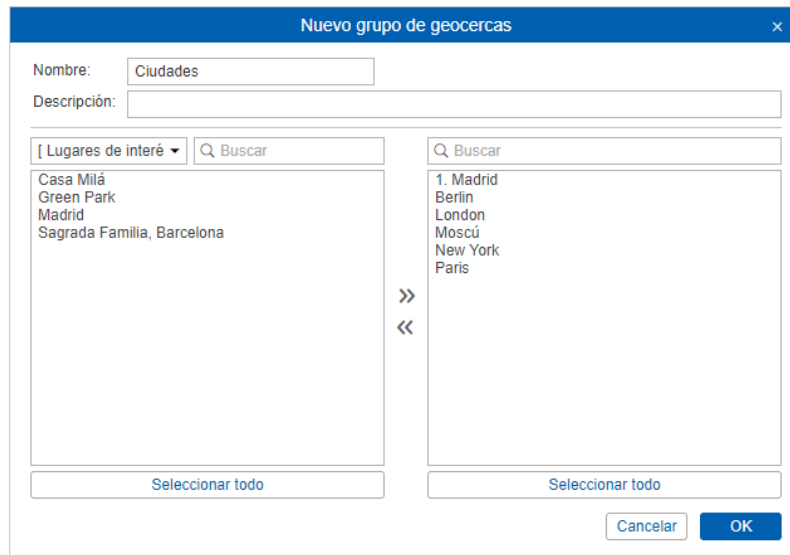 Nuevo grupo de geocercas ×
Nombre: Ciudades
Descripción:
[ Lugares de interé
Buscar
Casa Milá
Green Park
Madrid
Sagrada Familia, Barcelona
Seleccionar todo
»
«
Buscar
1. Madrid
Berlin
London
Moscú
New York
Paris
Seleccionar todo
Cancelar OK